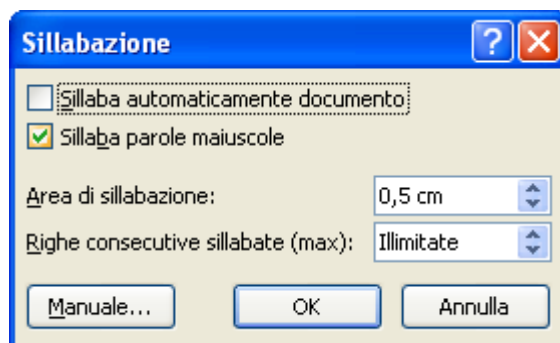 Sillabazione
Sillaba automaticamente documento
Sillaba parole maiuscole
Area di sillabazione: 0,5 cm
Righe consecutive sillabate (max): Illimitate
Manuale... OK Annulla